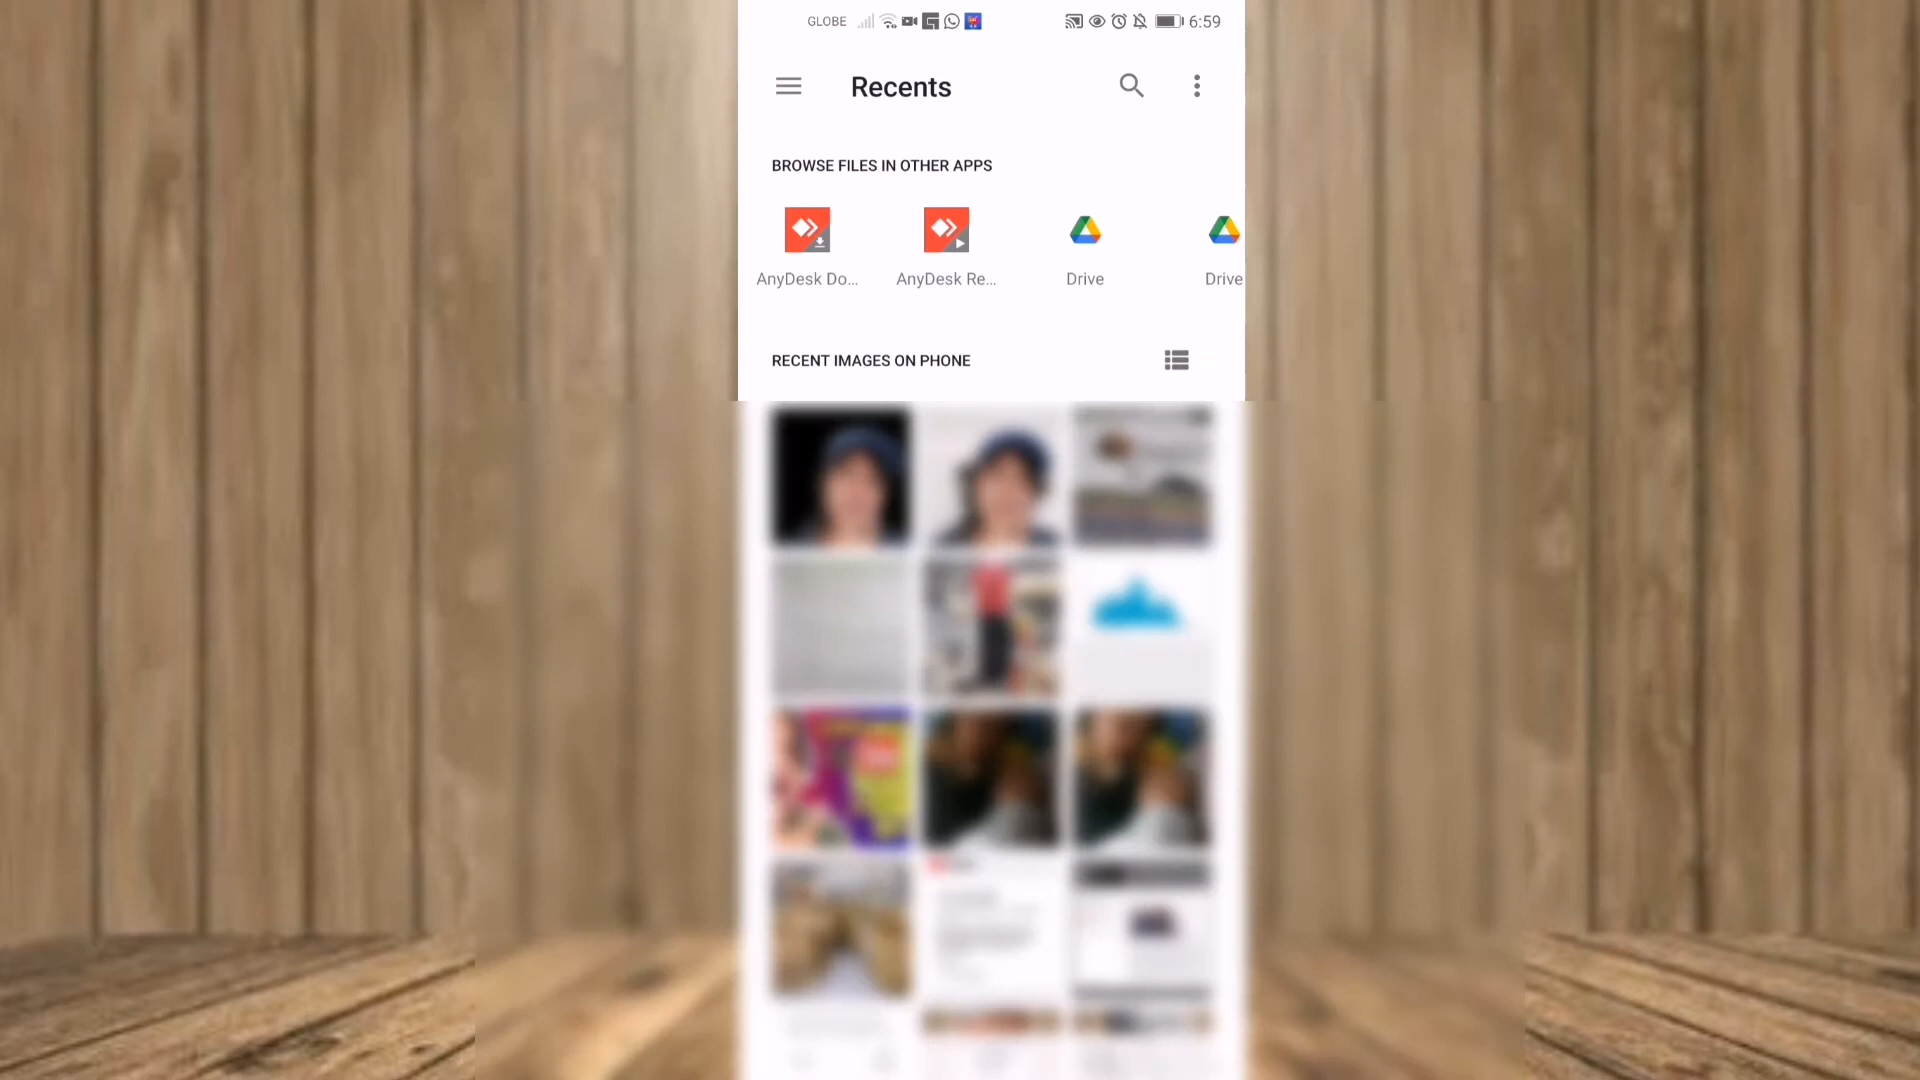 GLOBE 6:59
Recents
BROWSE FILES IN OTHER APPS
AnyDesk Do... AnyDesk Re... Drive Drive
RECENT IMAGES ON PHONE